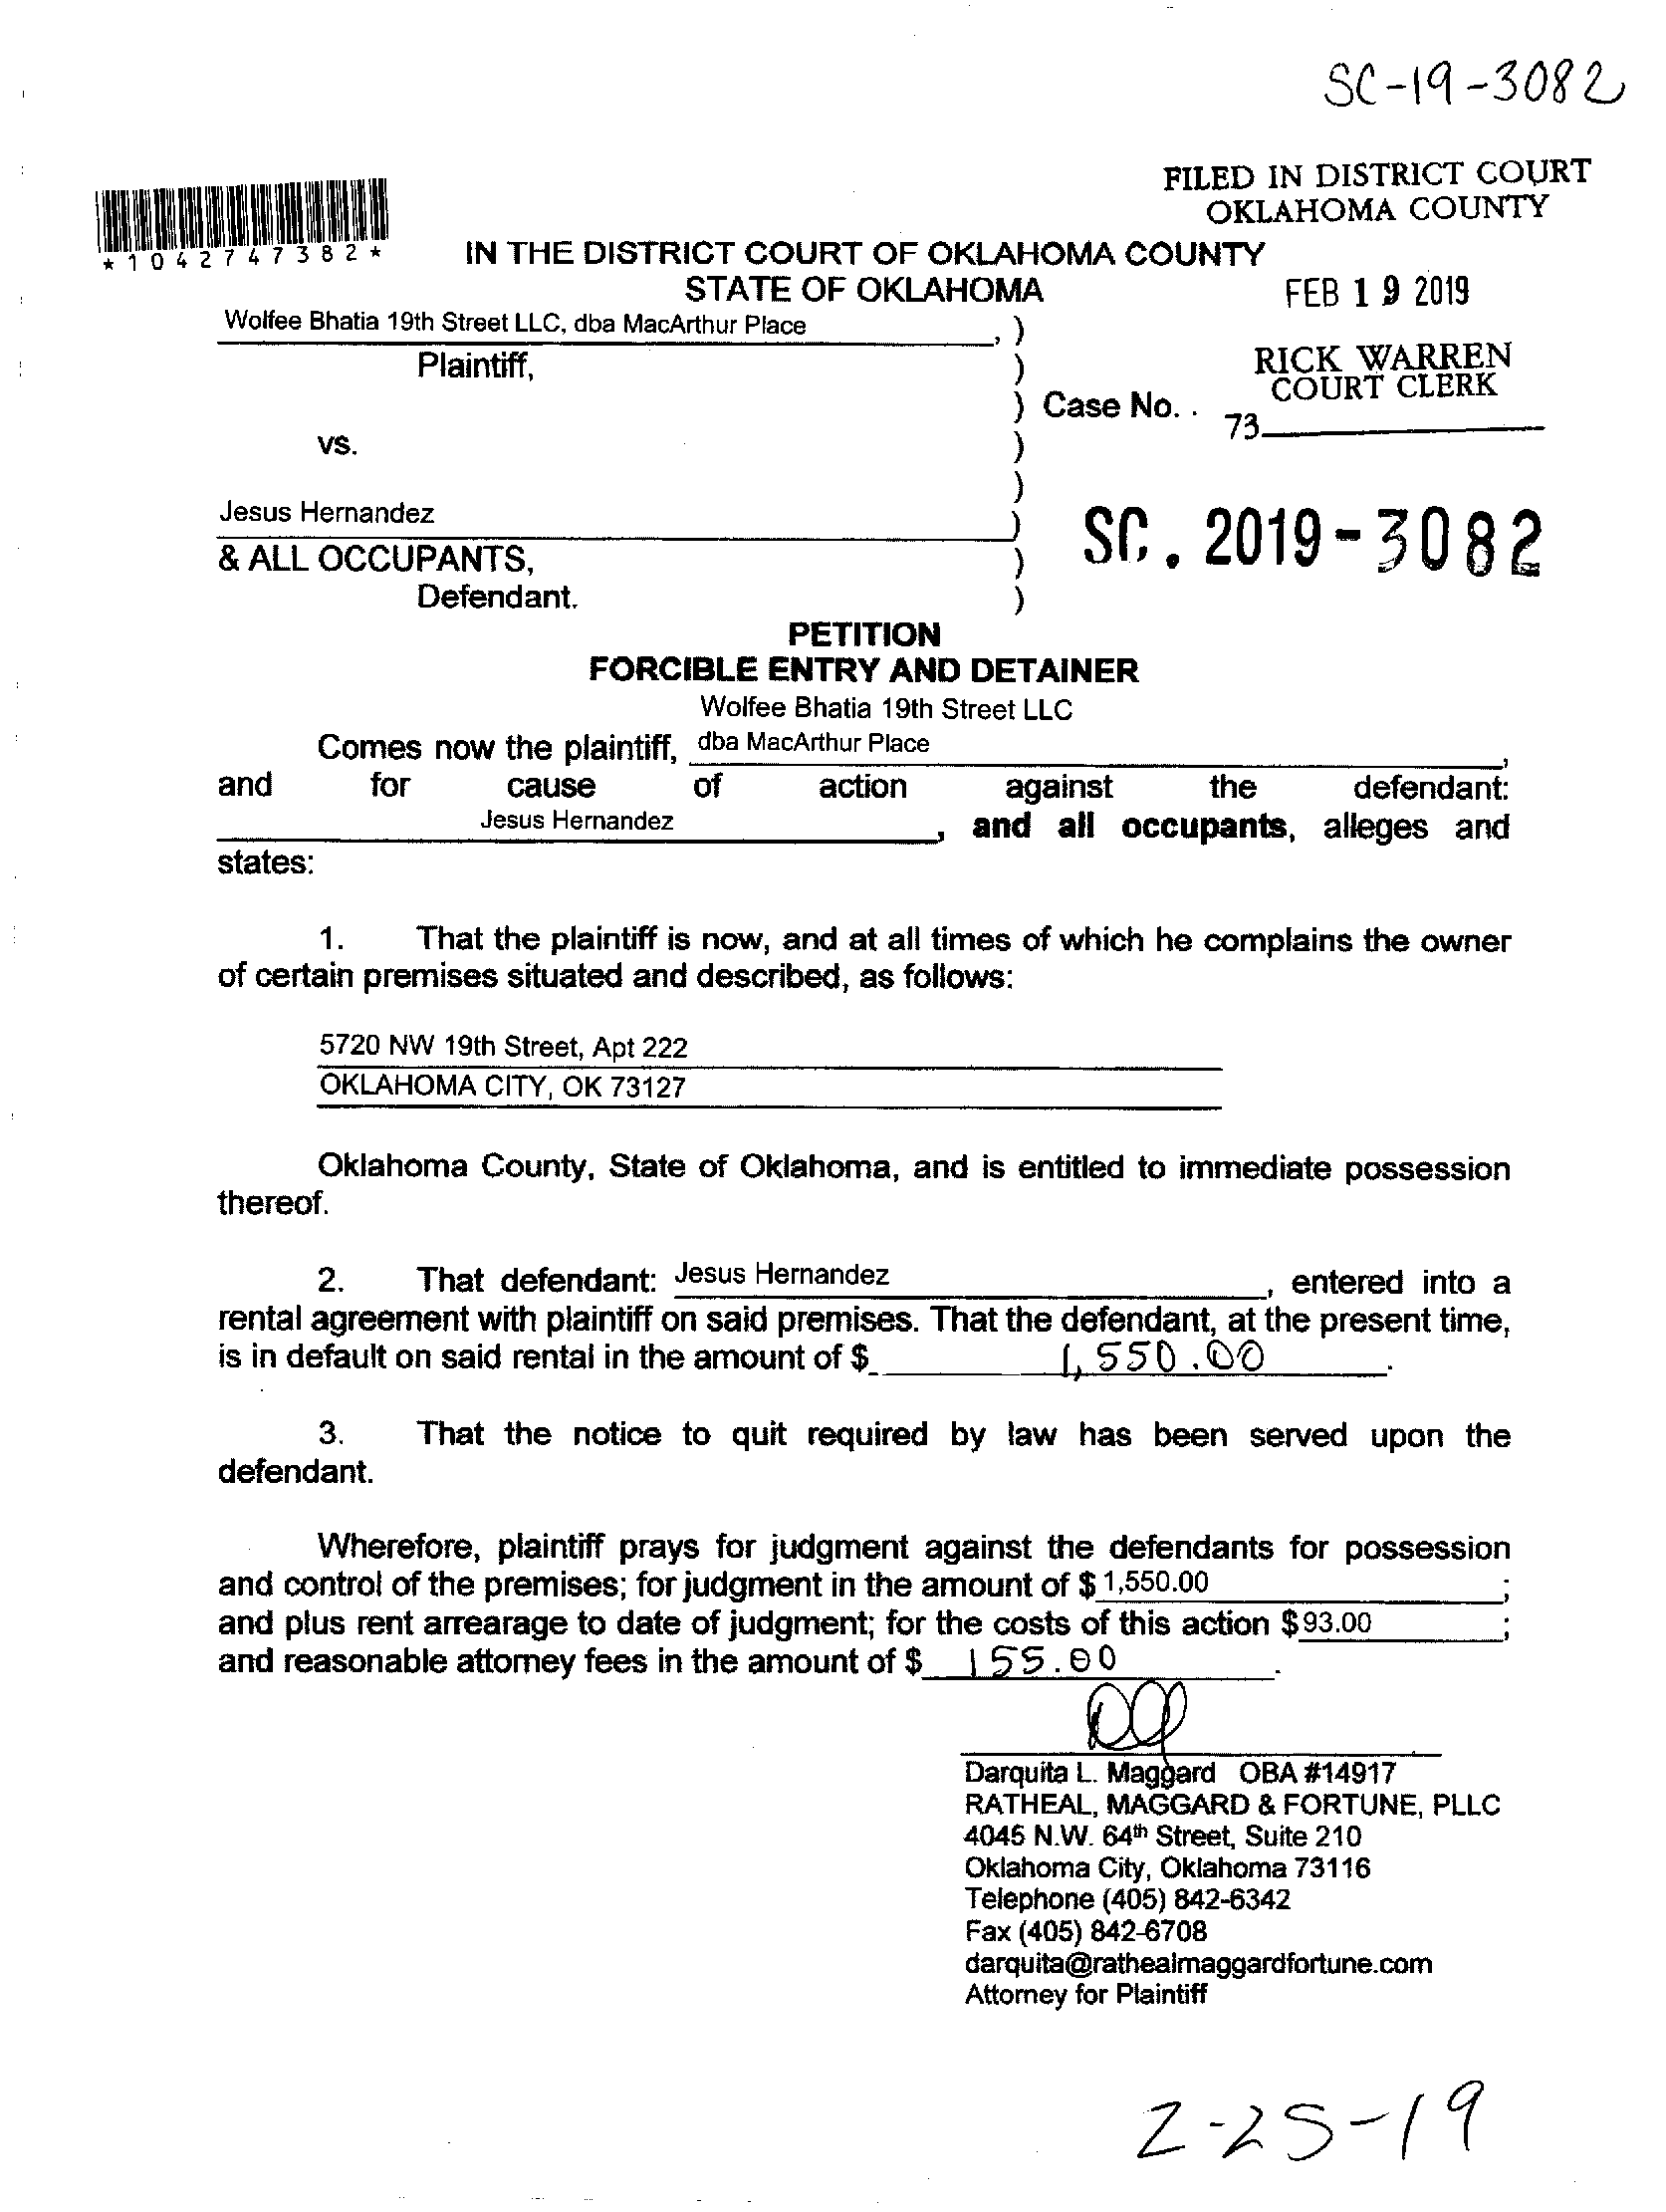 SC-19-3082
FILED IN DISTRICT COURT
OKLAHOMA COUNTY
*1042747382*
IN THE DISTRICT COURT OF OKLAHOMA COUNTY
STATE OF OKLAHOMA
FEB 19 2019
Wolfee Bhatia 19th Street LLC, dba MacArthur Place, )
Plaintiff, )
RICK WARREN
COURT CLERK
) Case No. .
73
vs. )
)
Jesus Hernandez )
SC. 2019-3082
& ALL OCCUPANTS, )
Defendant. )
PETITION
FORCIBLE ENTRY AND DETAINER
Wolfee Bhatia 19th Street LLC
Comes now the plaintiff, dba MacArthur Place,
and for cause of action against the defendant:
Jesus Hernandez, and all occupants, alleges and
states:
1. That the plaintiff is now, and at all times of which he complains the owner
of certain premises situated and described, as follows:
5720 NW 19th Street, Apt 222
OKLAHOMA CITY, OK 73127
Oklahoma County, State of Oklahoma, and is entitled to immediate possession
thereof.
2. That defendant: Jesus Hernandez, entered into a
rental agreement with plaintiff on said premises. That the defendant, at the present time,
is in default on said rental in the amount of $ 1,550.00.
3. That the notice to quit required by law has been served upon the
defendant.
Wherefore, plaintiff prays for judgment against the defendants for possession
and control of the premises; for judgment in the amount of $ 1,550.00;
and plus rent arrearage to date of judgment; for the costs of this action $93.00;
and reasonable attorney fees in the amount of $ 155.00.
Darquita L. Maggard OBA #14917
RATHEAL, MAGGARD & FORTUNE, PLLC
4045 N.W. 64th Street, Suite 210
Oklahoma City, Oklahoma 73116
Telephone (405) 842-6342
Fax (405) 842-6708
darquita@rathealmaggardfortune.com
Attorney for Plaintiff
2-25-19